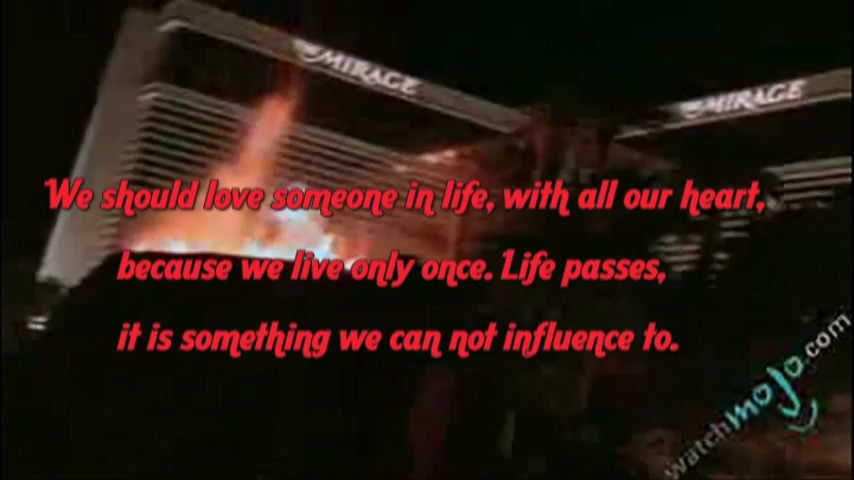 MIRAGE
MIRAGE
We should love someone in life, with all our heart,
because we live only once. Life passes,
it is something we can not influence to.
watchmojo.com